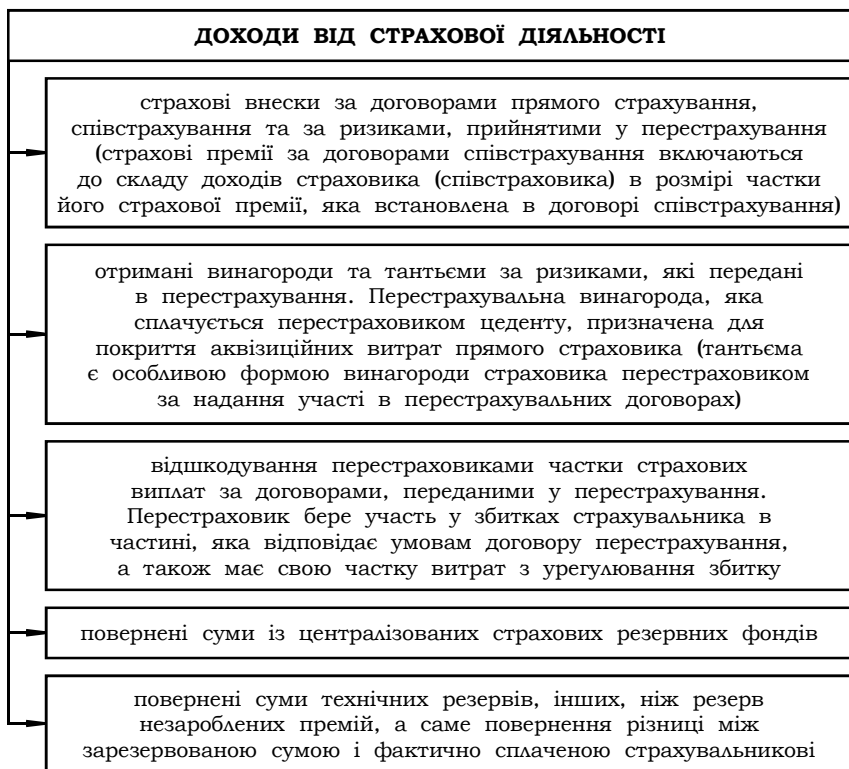 ДОХОДИ ВІД СТРАХОВОЇ ДІЯЛЬНОСТІ
страхові внески за договорами прямого страхування,
співстрахування та за ризиками, прийнятими у перестрахування
(страхові премії за договорами співстрахування включаються
до складу доходів страховика (співстраховика) в розмірі частки
його страхової премії, яка встановлена в договорі співстрахування)
отримані винагороди та тантьєми за ризиками, які передані
в перестрахування. Перестрахувальна винагорода, яка
сплачується перестраховиком цеденту, призначена для
покриття аквізиційних витрат прямого страховика (тантьєма
є особливою формою винагороди страховика перестраховиком
за надання участі в перестрахувальних договорах)
відшкодування перестраховиками частки страхових
виплат за договорами, переданими у перестрахування.
Перестраховик бере участь у збитках страхувальника в
частині, яка відповідає умовам договору перестрахування,
а також має свою частку витрат з урегулювання збитку
повернені суми із централізованих страхових резервних фондів
повернені суми технічних резервів, інших, ніж резерв
незароблених премій, а саме повернення різниці між
зарезервованою сумою і фактично сплаченою страхувальникові